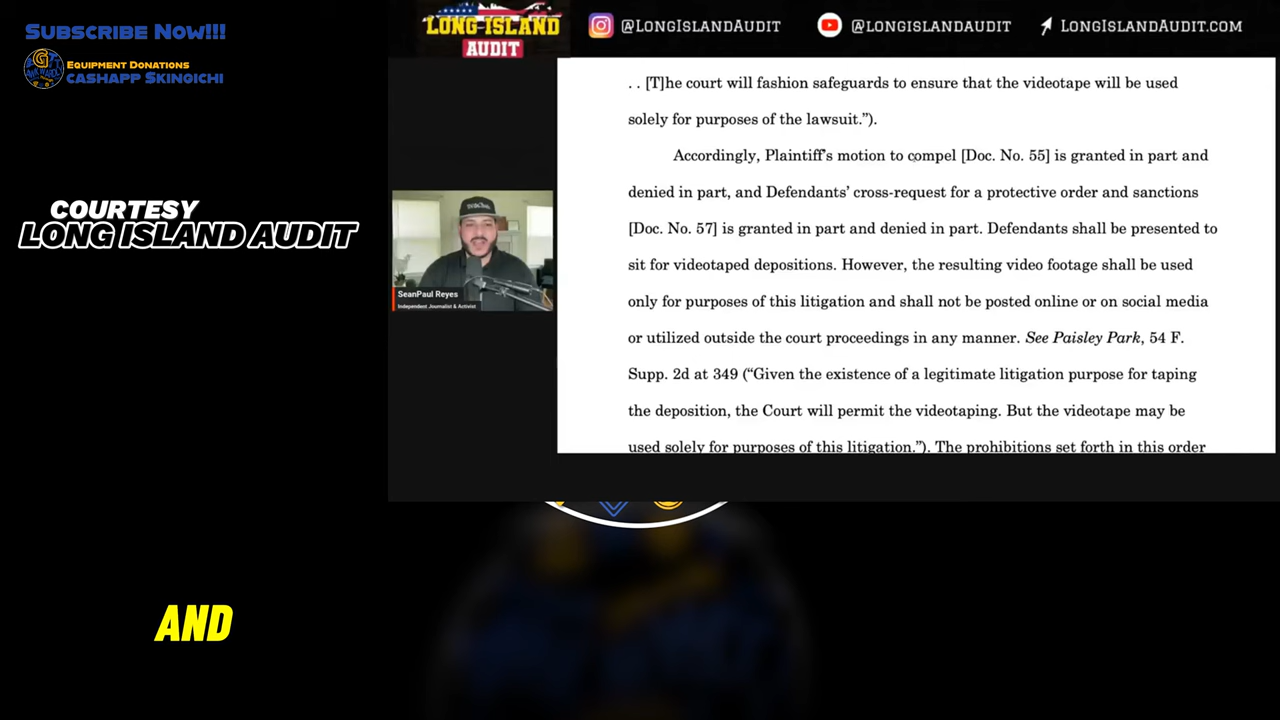 Subscribe Now!!!
Equipment Donations
CASHAPP SKINOICHI
COURTESY
LONG ISLAND AUDIT
LONG ISLAND
AUDIT
@LongIslandAudit
@LongIslandAudit
LongIslandAudit.com
SeanPaul Reyes
Independent Journalist & Activist
. . [T]he court will fashion safeguards to ensure that the videotape will be used
solely for purposes of the lawsuit.”).
Accordingly, Plaintiff’s motion to compel [Doc. No. 55] is granted in part and
denied in part, and Defendants’ cross-request for a protective order and sanctions
[Doc. No. 57] is granted in part and denied in part. Defendants shall be presented to
sit for videotaped depositions. However, the resulting video footage shall be used
only for purposes of this litigation and shall not be posted online or on social media
or utilized outside the court proceedings in any manner. See Paisley Park, 54 F.
Supp. 2d at 349 (“Given the existence of a legitimate litigation purpose for taping
the deposition, the Court will permit the videotaping. But the videotape may be
used solely for purposes of this litigation.”). The prohibitions set forth in this order
AND